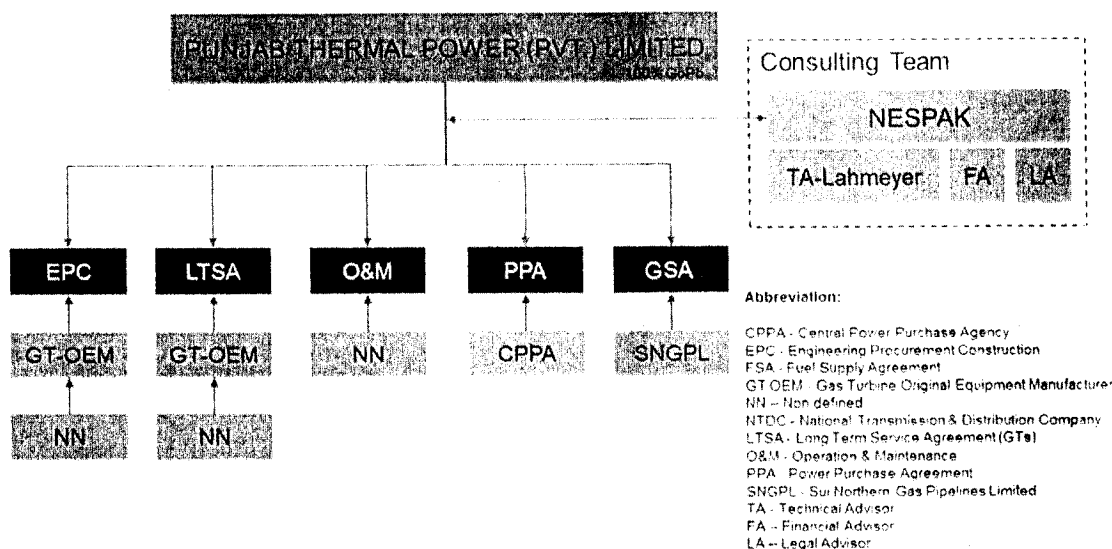 PUNJAB THERMAL POWER (PVT.) LIMITED
100% GoPb
Consulting Team
NESPAK
TA-Lahmeyer FA LA
EPC LTSA O&M PPA GSA
GT-OEM GT-OEM NN CPPA SNGPL
NN NN
Abbreviation:
CPPA - Central Power Purchase Agency
EPC - Engineering Procurement Construction
FSA - Fuel Supply Agreement
GT OEM - Gas Turbine Original Equipment Manufacturer
NN – Non defined
NTDC - National Transmission & Distribution Company
LTSA - Long Term Service Agreement (GTs)
O&M - Operation & Maintenance
PPA - Power Purchase Agreement
SNGPL - Sui Northern Gas Pipelines Limited
TA - Technical Advisor
FA – Financial Advisor
LA – Legal Advisor